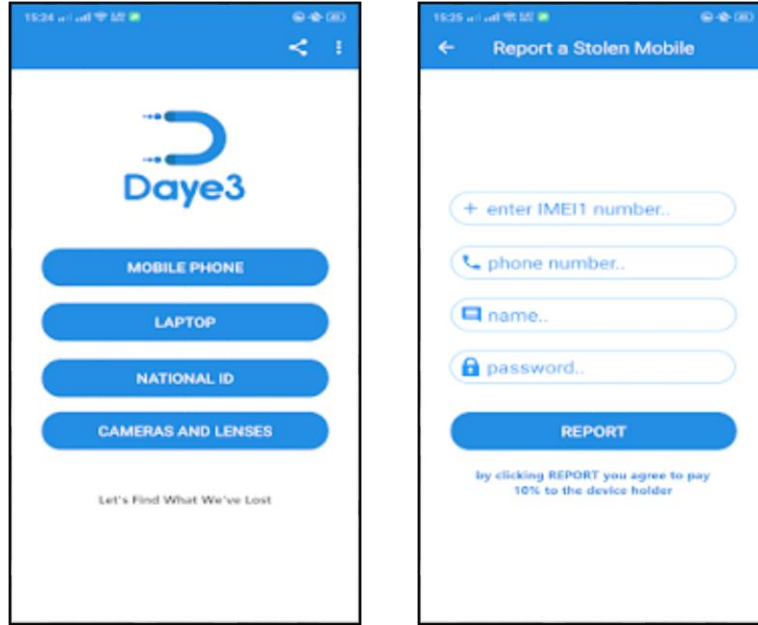 15:24
Daye3
MOBILE PHONE
LAPTOP
NATIONAL ID
CAMERAS AND LENSES
Let's Find What We've Lost
15:25
Report a Stolen Mobile
+ enter IMEI1 number..
phone number..
name..
password..
REPORT
by clicking REPORT you agree to pay
10% to the device holder